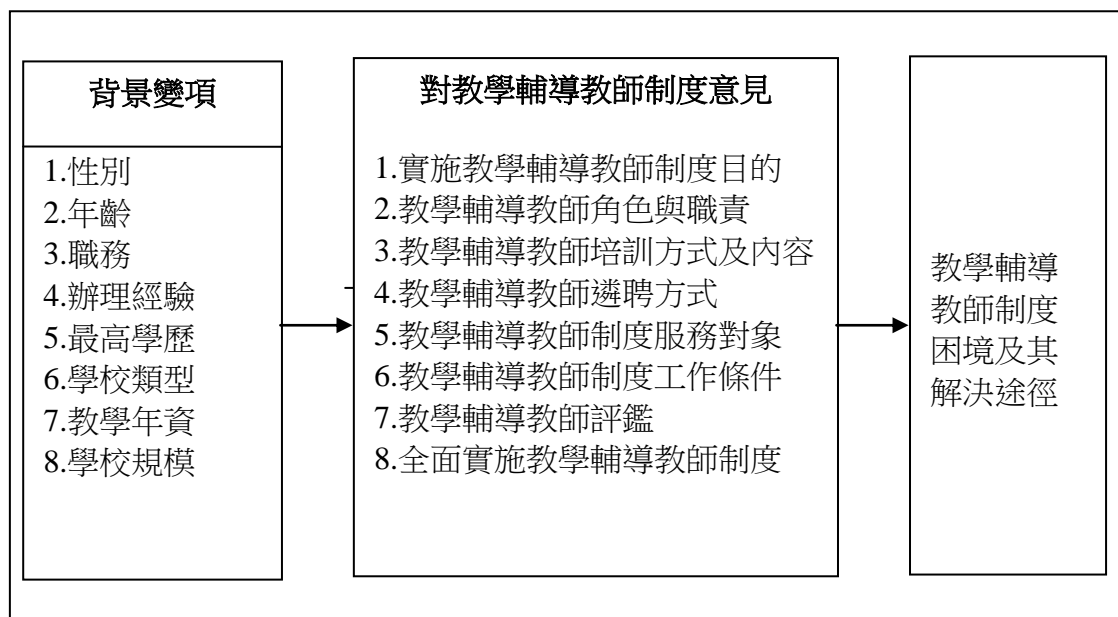 背景變項
1.性別
2.年齡
3.職務
4.辦理經驗
5.最高學歷
6.學校類型
7.教學年資
8.學校規模
對教學輔導教師制度意見
1.實施教學輔導教師制度目的
2.教學輔導教師角色與職責
3.教學輔導教師培訓方式及內容
4.教學輔導教師遴聘方式
5.教學輔導教師制度服務對象
6.教學輔導教師制度工作條件
7.教學輔導教師評鑑
8.全面實施教學輔導教師制度
教學輔導
教師制度
困境及其
解決途徑